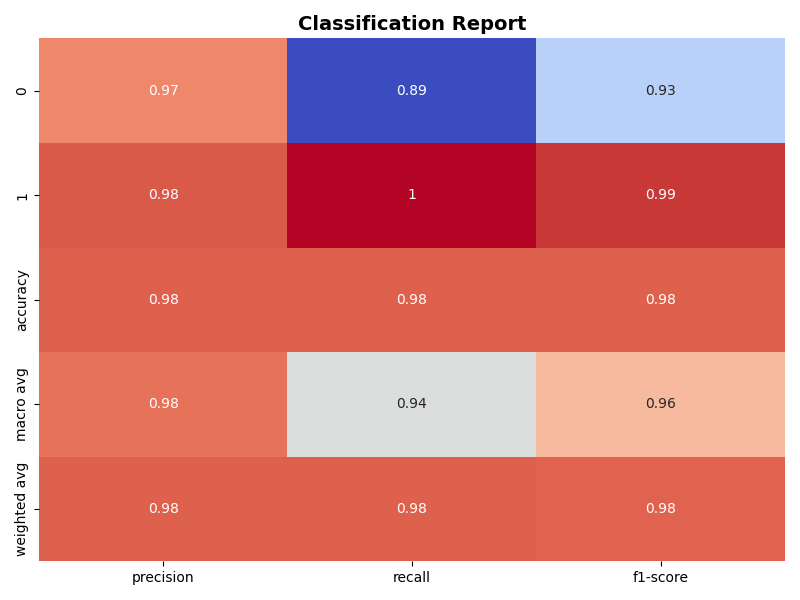 Classification Report
0 0.97 0.89 0.93
1 0.98 1 0.99
accuracy 0.98 0.98 0.98
macro avg 0.98 0.94 0.96
weighted avg 0.98 0.98 0.98
precision recall f1-score